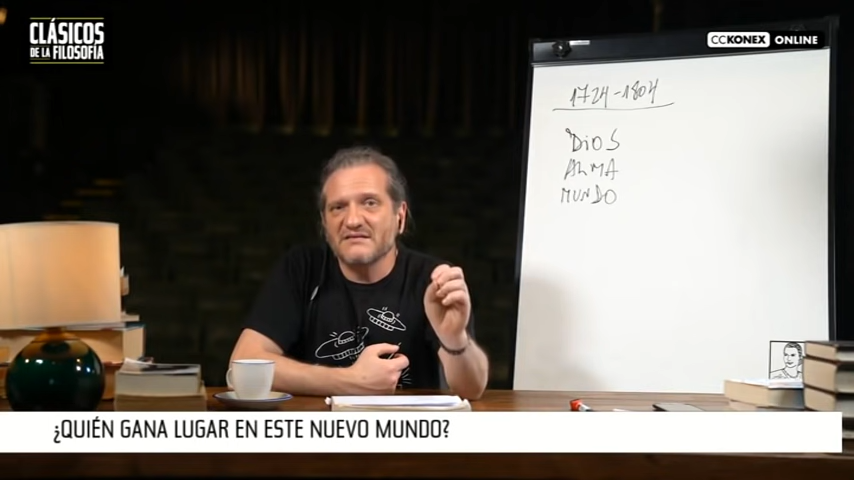 CLÁSICOS
DE LA FILOSOFÍA
CCKONEX ONLINE
1724-1804
DIOS
ALMA
MUNDO
¿QUIÉN GANA LUGAR EN ESTE NUEVO MUNDO?